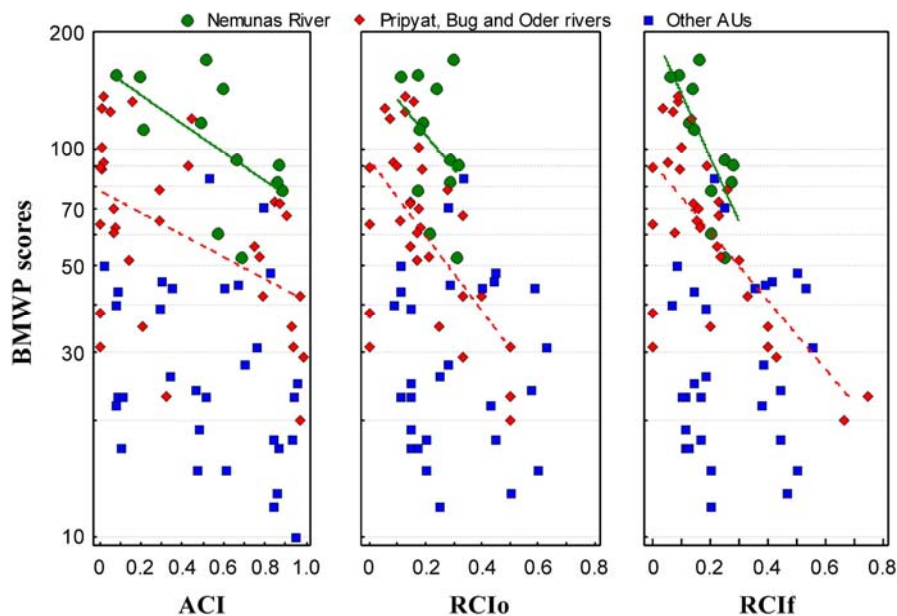 Nemunas River Pripyat, Bug and Oder rivers Other AUs
200
100
70
50
30
20
10
BMWP scores
0 0.2 0.4 0.6 0.8 1.0 0 0.2 0.4 0.6 0.8 0 0.2 0.4 0.6 0.8
ACI RCIo RCIf